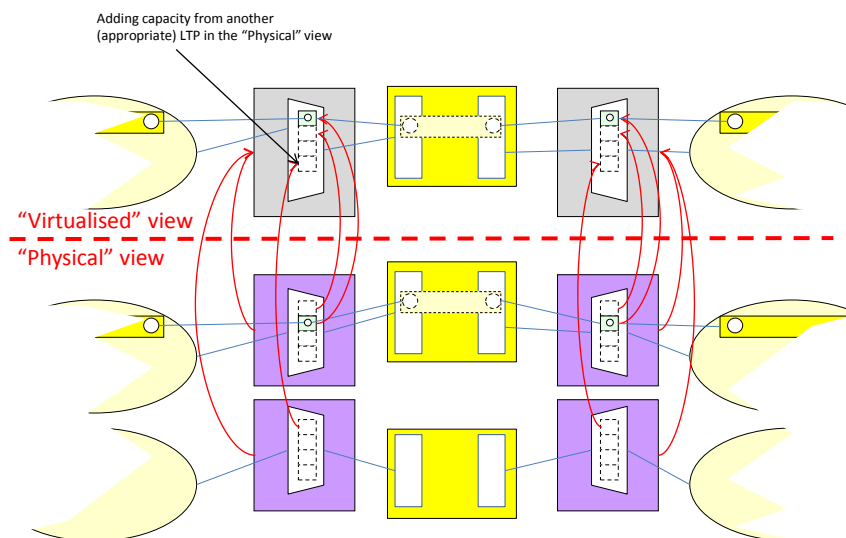 Adding capacity from another
(appropriate) LTP in the “Physical” view
“Virtualised” view
“Physical” view